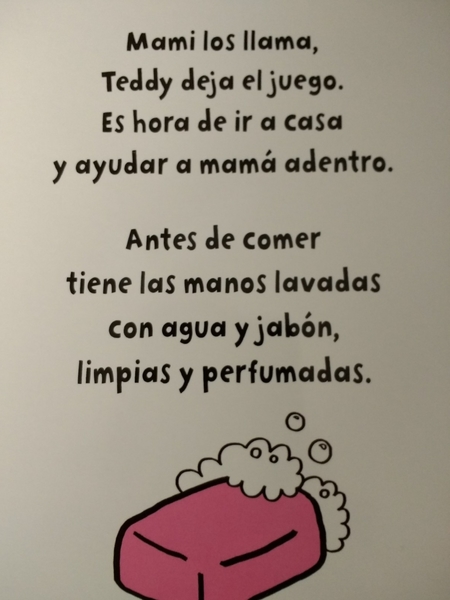 Mami los llama,
Teddy deja el juego.
Es hora de ir a casa
y ayudar a mamá adentro.
Antes de comer
tiene las manos lavadas
con agua y jabón,
limpias y perfumadas.